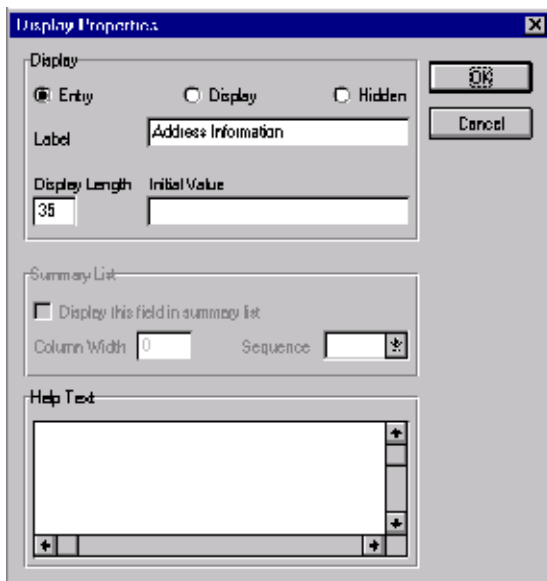 Display Properties
Display
OK
Entry Display Hidden
Cancel
Label Address Information
Display Length Initial Value
35
Summary List
Display this field in summary list
Column Width 0 Sequence
Help Text